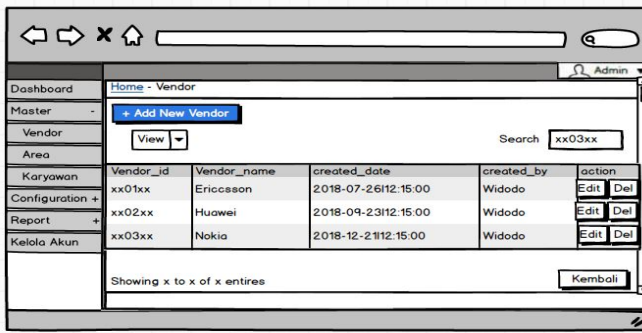 Admin
Dashboard
Master -
Vendor
Area
Karyawan
Configuration +
Report +
Kelola Akun
Home - Vendor
+ Add New Vendor
View
Search xx03xx
Vendor_id Vendor_name created_date created_by action
xx01xx Ericcsson 2018-07-26|12:15:00 Widodo Edit Del
xx02xx Huawei 2018-09-23|12:15:00 Widodo Edit Del
xx03xx Nokia 2018-12-21|12:15:00 Widodo Edit Del
Showing x to x of x entires
Kembali